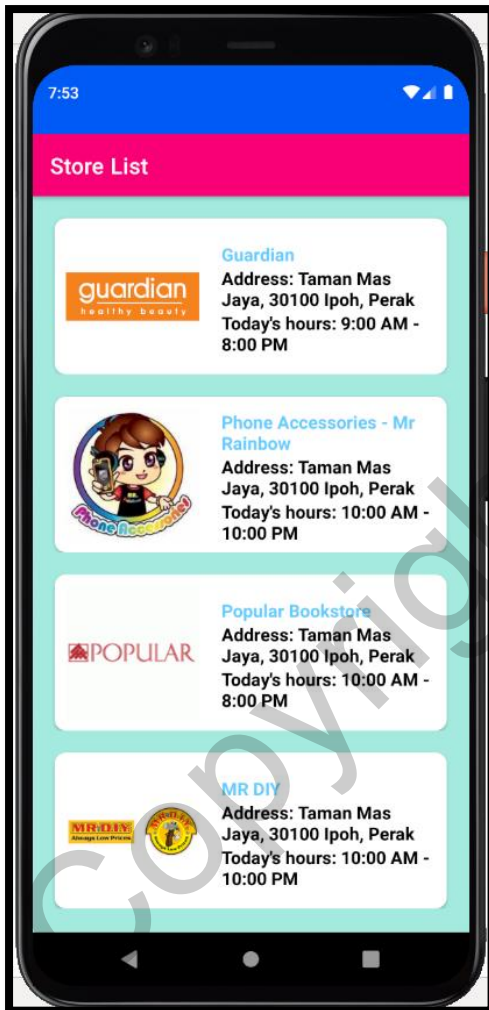 7:53
Store List
guardian
healthy beauty
Guardian
Address: Taman Mas
Jaya, 30100 Ipoh, Perak
Today's hours: 9:00 AM -
8:00 PM
Phone Accessories
Phone Accessories - Mr
Rainbow
Address: Taman Mas
Jaya, 30100 Ipoh, Perak
Today's hours: 10:00 AM -
10:00 PM
POPULAR
Popular Bookstore
Address: Taman Mas
Jaya, 30100 Ipoh, Perak
Today's hours: 10:00 AM -
8:00 PM
MR.D.I.Y.
Always Low Prices
MR.D.I.Y.
MR DIY
Address: Taman Mas
Jaya, 30100 Ipoh, Perak
Today's hours: 10:00 AM -
10:00 PM
Copyrigh